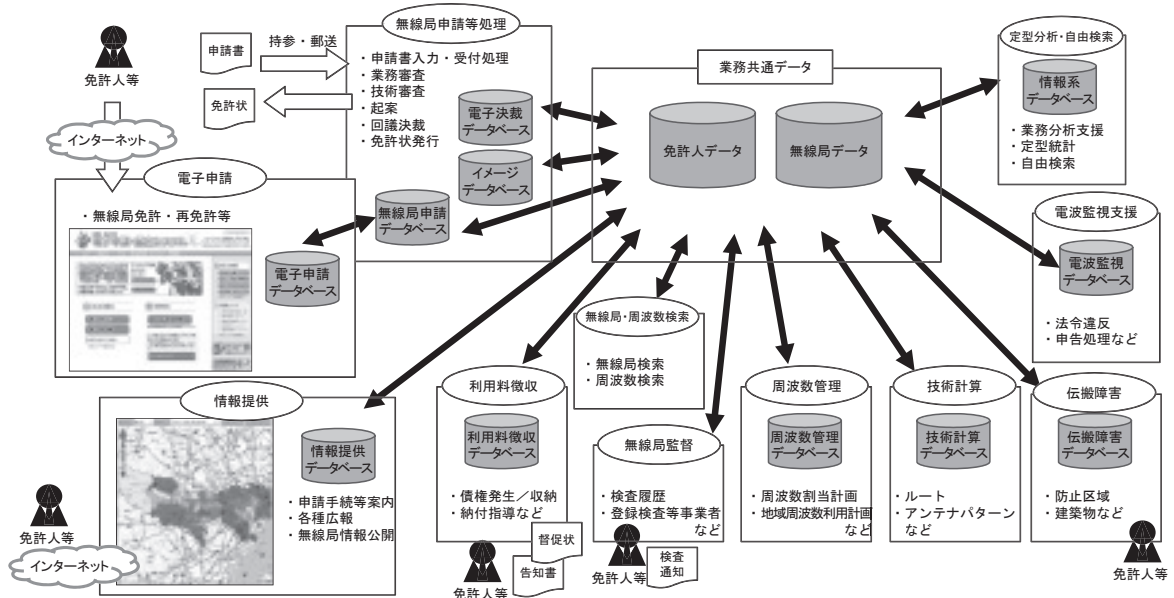 免許人等
インターネット
申請書
持参・郵送
免許状
無線局申請等処理
・申請書入力・受付処理
・業務審査
・技術審査
・起案
・回議決裁
・免許状発行
電子決裁
データベース
イメージ
データベース
無線局申請
データベース
電子申請
・無線局免許・再免許等
電子申請
データベース
業務共通データ
免許人データ
無線局データ
定型分析・自由検索
情報系
データベース
・業務分析支援
・定型統計
・自由検索
電波監視支援
電波監視
データベース
・法令違反
・申告処理など
情報提供
情報提供
データベース
・申請手続等案内
・各種広報
・無線局情報公開
免許人等
インターネット
利用料徴収
利用料徴収
データベース
・債権発生／収納
・納付指導など
督促状
告知書
免許人等
無線局・周波数検索
・無線局検索
・周波数検索
無線局監督
・検査履歴
・登録検査等事業者
など
検査
通知
免許人等
周波数管理
周波数管理
データベース
・周波数割当計画
・地域周波数利用計画
など
技術計算
技術計算
データベース
・ルート
・アンテナパターン
など
伝搬障害
伝搬障害
データベース
・防止区域
・建築物など
免許人等